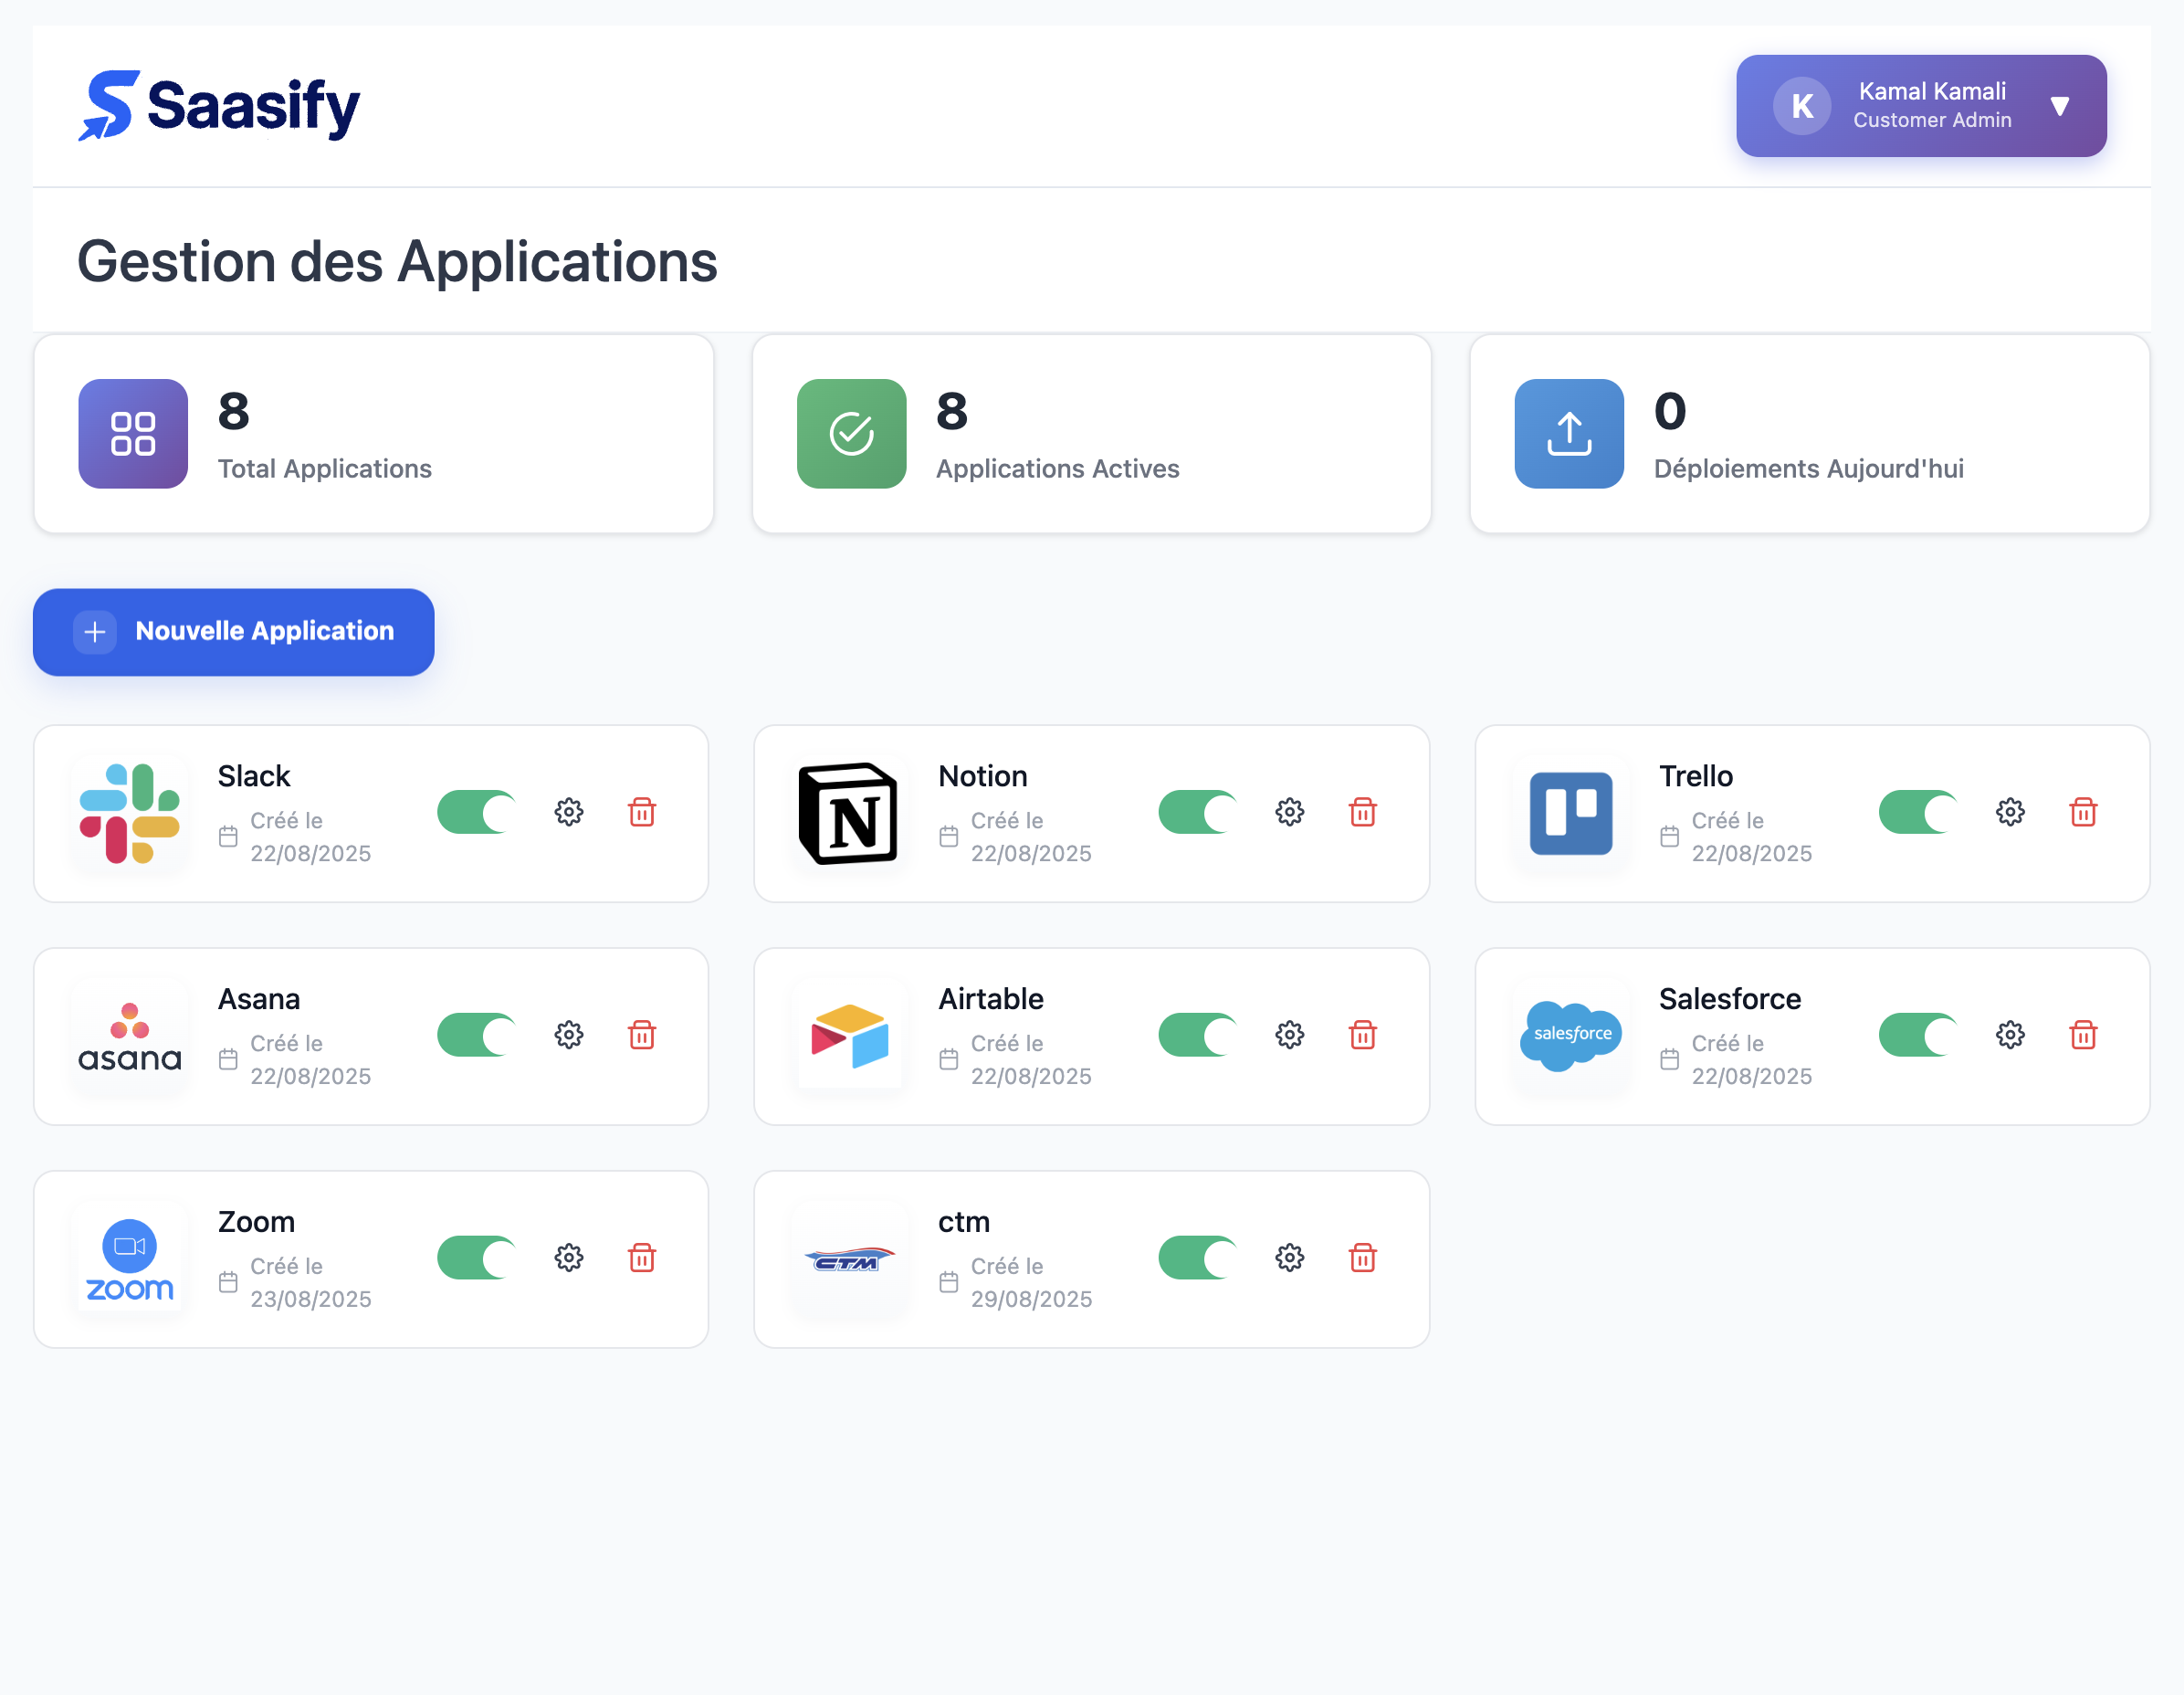 Saasify
K
Kamal Kamali
Customer Admin
Gestion des Applications
8
Total Applications
8
Applications Actives
0
Déploiements Aujourd'hui
Nouvelle Application
Slack
Créé le
22/08/2025
N
Notion
Créé le
22/08/2025
Trello
Créé le
22/08/2025
asana
Asana
Créé le
22/08/2025
Airtable
Créé le
22/08/2025
salesforce
Salesforce
Créé le
22/08/2025
zoom
Zoom
Créé le
23/08/2025
CTM
ctm
Créé le
29/08/2025